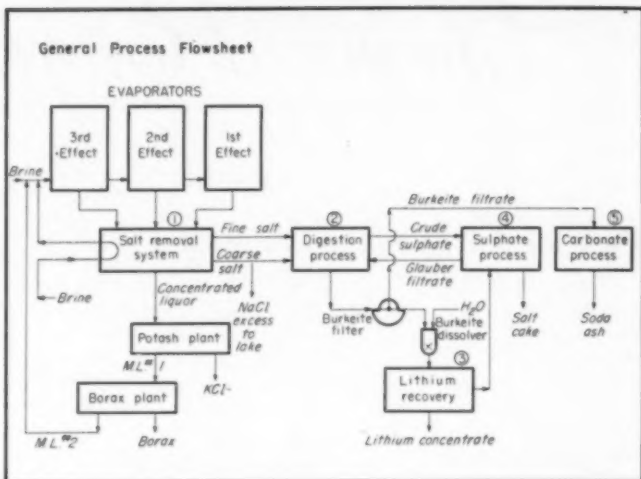 General Process Flowsheet
EVAPORATORS
3rd
Effect
2nd
Effect
1st
Effect
Brine
Burkeite filtrate
①
Salt removal
system
Fine salt
Coarse
salt
②
Digestion
process
Crude
sulphate
Glauber
filtrate
④
Sulphate
process
⑤
Carbonate
process
Brine
Concentrated
liquor
NaCl
excess
to
lake
Burkeite
filter
H₂O
Burkeite
dissolver
Salt
cake
Soda
ash
Potash plant
M.L.#1
KCl-
③
Lithium
recovery
Borax plant
M.L.#2
Borax
Lithium concentrate